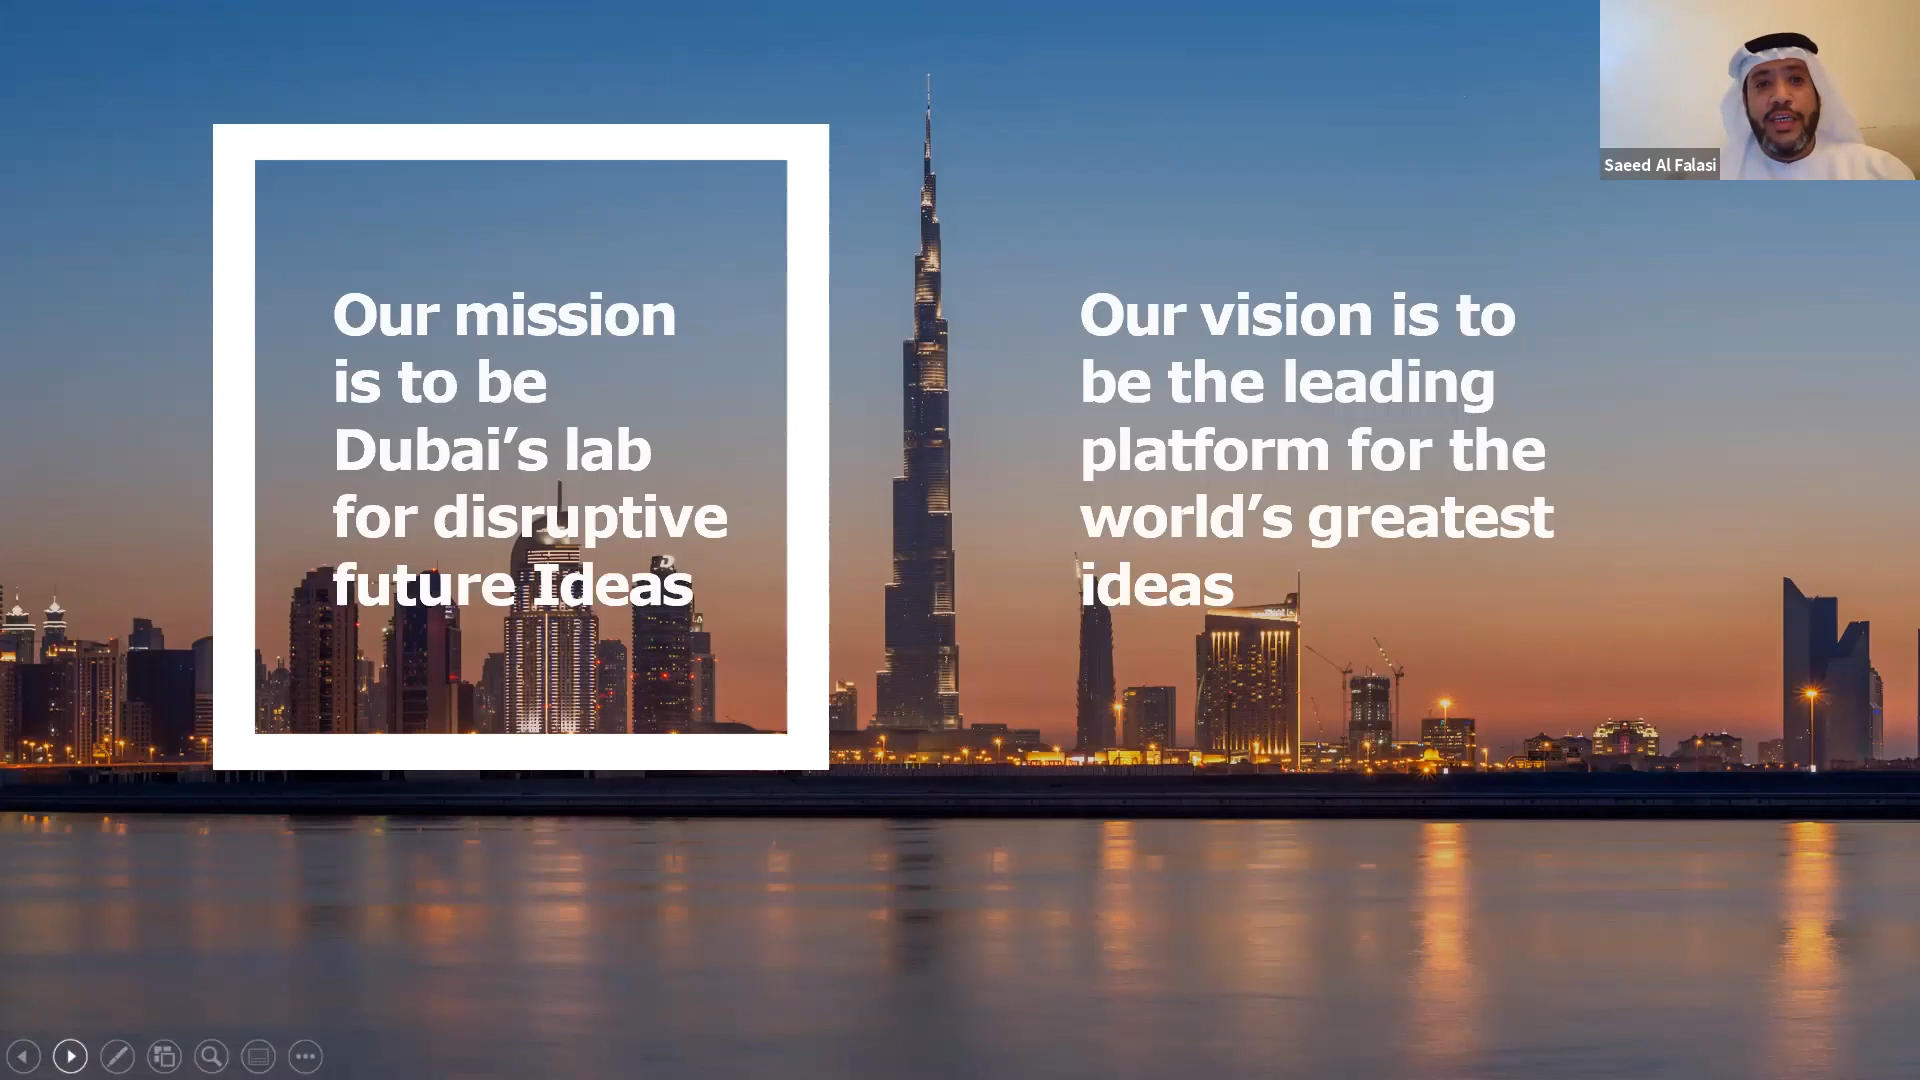 Saeed Al Falasi
Our mission
is to be
Dubai’s lab
for disruptive
future Ideas
Our vision is to
be the leading
platform for the
world’s greatest
ideas